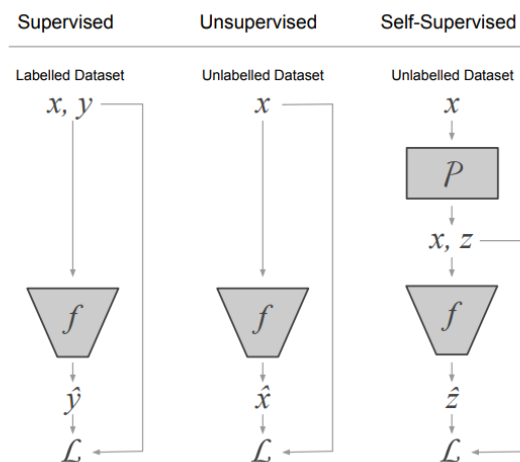 Supervised Unsupervised Self-Supervised
Labelled Dataset Unlabelled Dataset Unlabelled Dataset
x, y x x
P
x, z
f f f
ŷ x̂ ẑ
ℒ ℒ ℒ